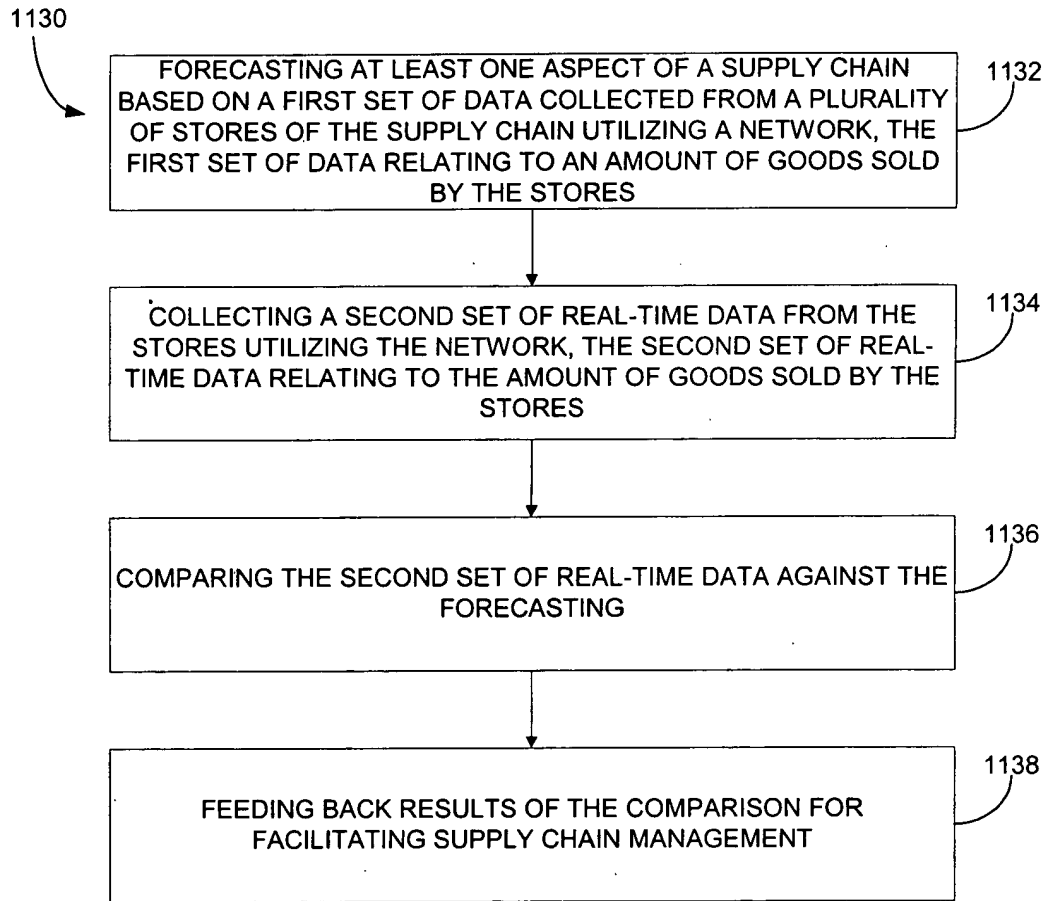 1130
FORECASTING AT LEAST ONE ASPECT OF A SUPPLY CHAIN
BASED ON A FIRST SET OF DATA COLLECTED FROM A PLURALITY
OF STORES OF THE SUPPLY CHAIN UTILIZING A NETWORK, THE
FIRST SET OF DATA RELATING TO AN AMOUNT OF GOODS SOLD
BY THE STORES
1132
COLLECTING A SECOND SET OF REAL-TIME DATA FROM THE
STORES UTILIZING THE NETWORK, THE SECOND SET OF REAL-
TIME DATA RELATING TO THE AMOUNT OF GOODS SOLD BY THE
STORES
1134
COMPARING THE SECOND SET OF REAL-TIME DATA AGAINST THE
FORECASTING
1136
FEEDING BACK RESULTS OF THE COMPARISON FOR
FACILITATING SUPPLY CHAIN MANAGEMENT
1138